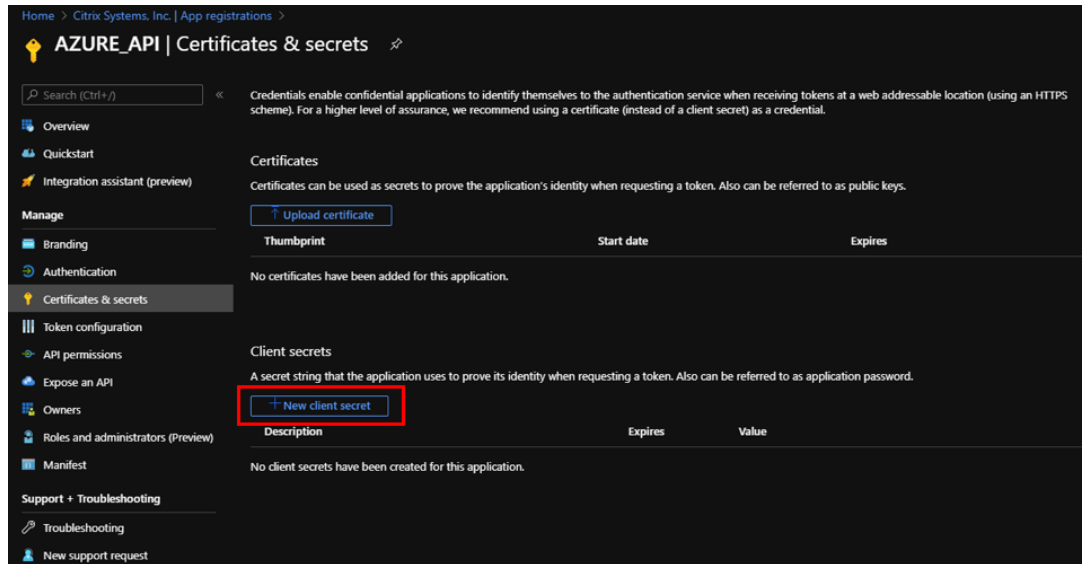 Home > Citrix Systems, Inc. | App registrations >
AZURE_API | Certificates & secrets
Search (Ctrl+/)
«
Overview
Quickstart
Integration assistant (preview)
Manage
Branding
Authentication
Certificates & secrets
Token configuration
API permissions
Expose an API
Owners
Roles and administrators (Preview)
Manifest
Support + Troubleshooting
Troubleshooting
New support request
Credentials enable confidential applications to identify themselves to the authentication service when receiving tokens at a web addressable location (using an HTTPS
scheme). For a higher level of assurance, we recommend using a certificate (instead of a client secret) as a credential.
Certificates
Certificates can be used as secrets to prove the application's identity when requesting a token. Also can be referred to as public keys.
Upload certificate
Thumbprint Start date Expires
No certificates have been added for this application.
Client secrets
A secret string that the application uses to prove its identity when requesting a token. Also can be referred to as application password.
New client secret
Description Expires Value
No client secrets have been created for this application.